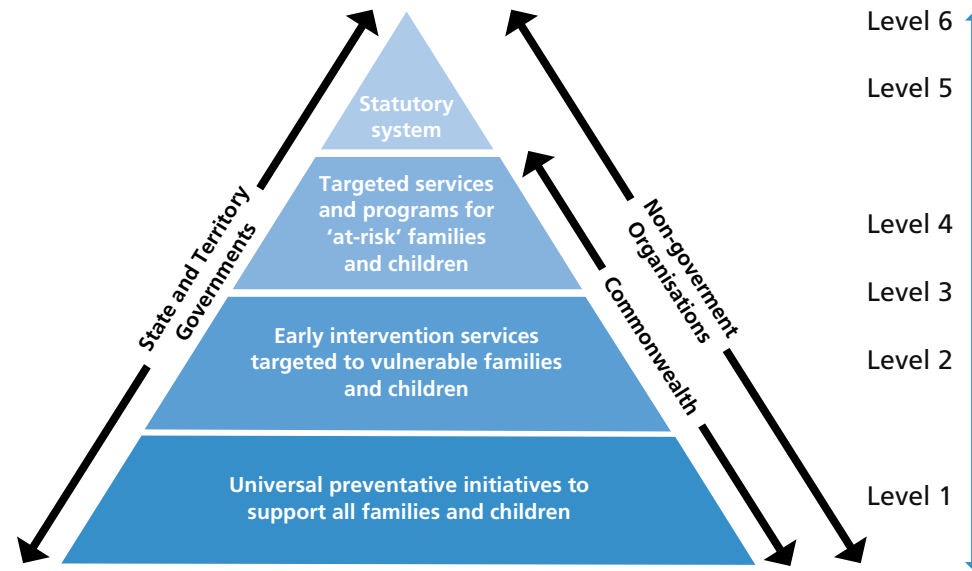 Statutory
system
Targeted services
and programs for
‘at-risk’ families
and children
Early intervention services
targeted to vulnerable families
and children
Universal preventative initiatives to
support all families and children
State and Territory
Governments
Commonwealth
Non-goverment
Organisations
Level 6
Level 5
Level 4
Level 3
Level 2
Level 1